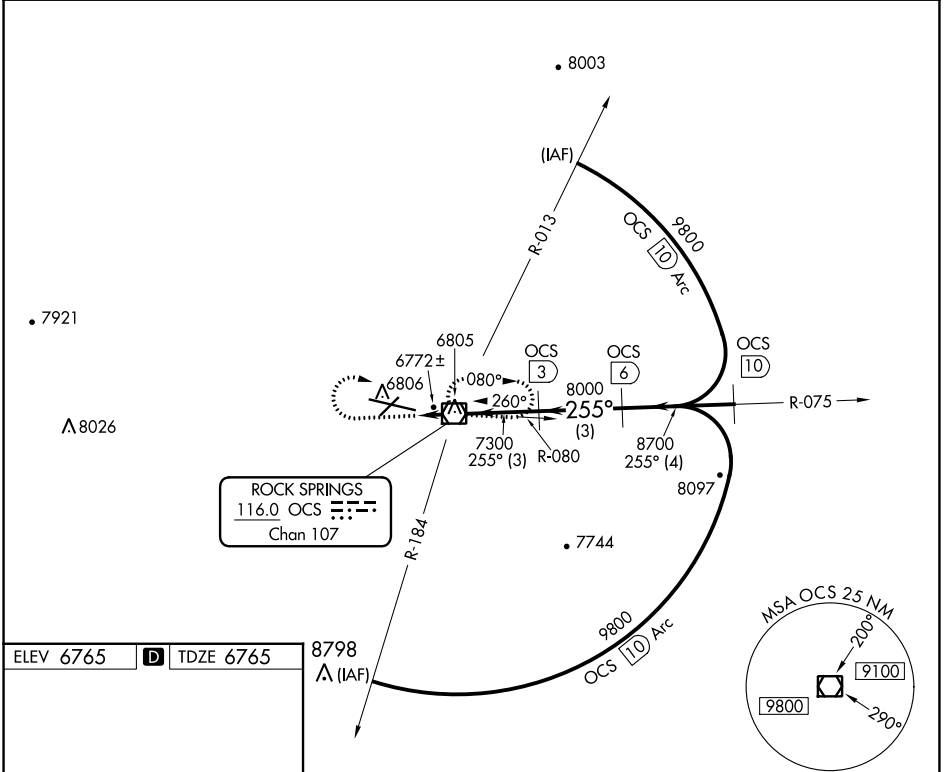 8003
(IAF)
R-013
9800
OCS 10 Arc
7921
6805
6772±
6806
080°
260°
OCS
3
8000
255°
(3)
OCS
6
OCS
10
R-075
8026
7300
255° (3)
R-080
8700
255° (4)
8097
ROCK SPRINGS
116.0 OCS
Chan 107
R-184
7744
9800
OCS 10 Arc
8798
(IAF)
ELEV 6765 D TDZE 6765
MSA OCS 25 NM
200°
9100
9800
290°